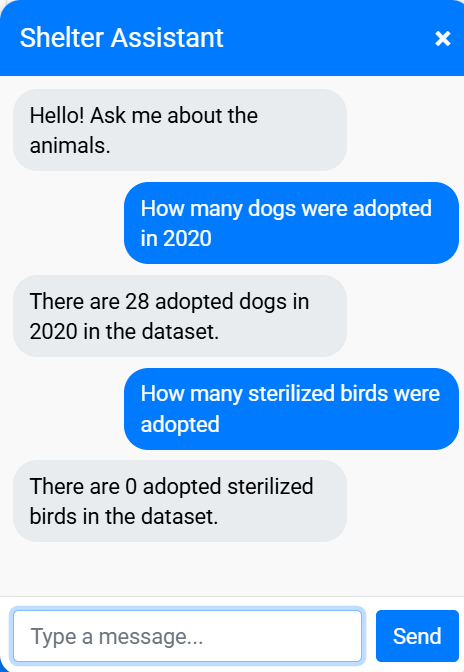 Shelter Assistant ×
Hello! Ask me about the
animals.
How many dogs were adopted
in 2020
There are 28 adopted dogs in
2020 in the dataset.
How many sterilized birds were
adopted
There are 0 adopted sterilized
birds in the dataset.
Type a message... Send